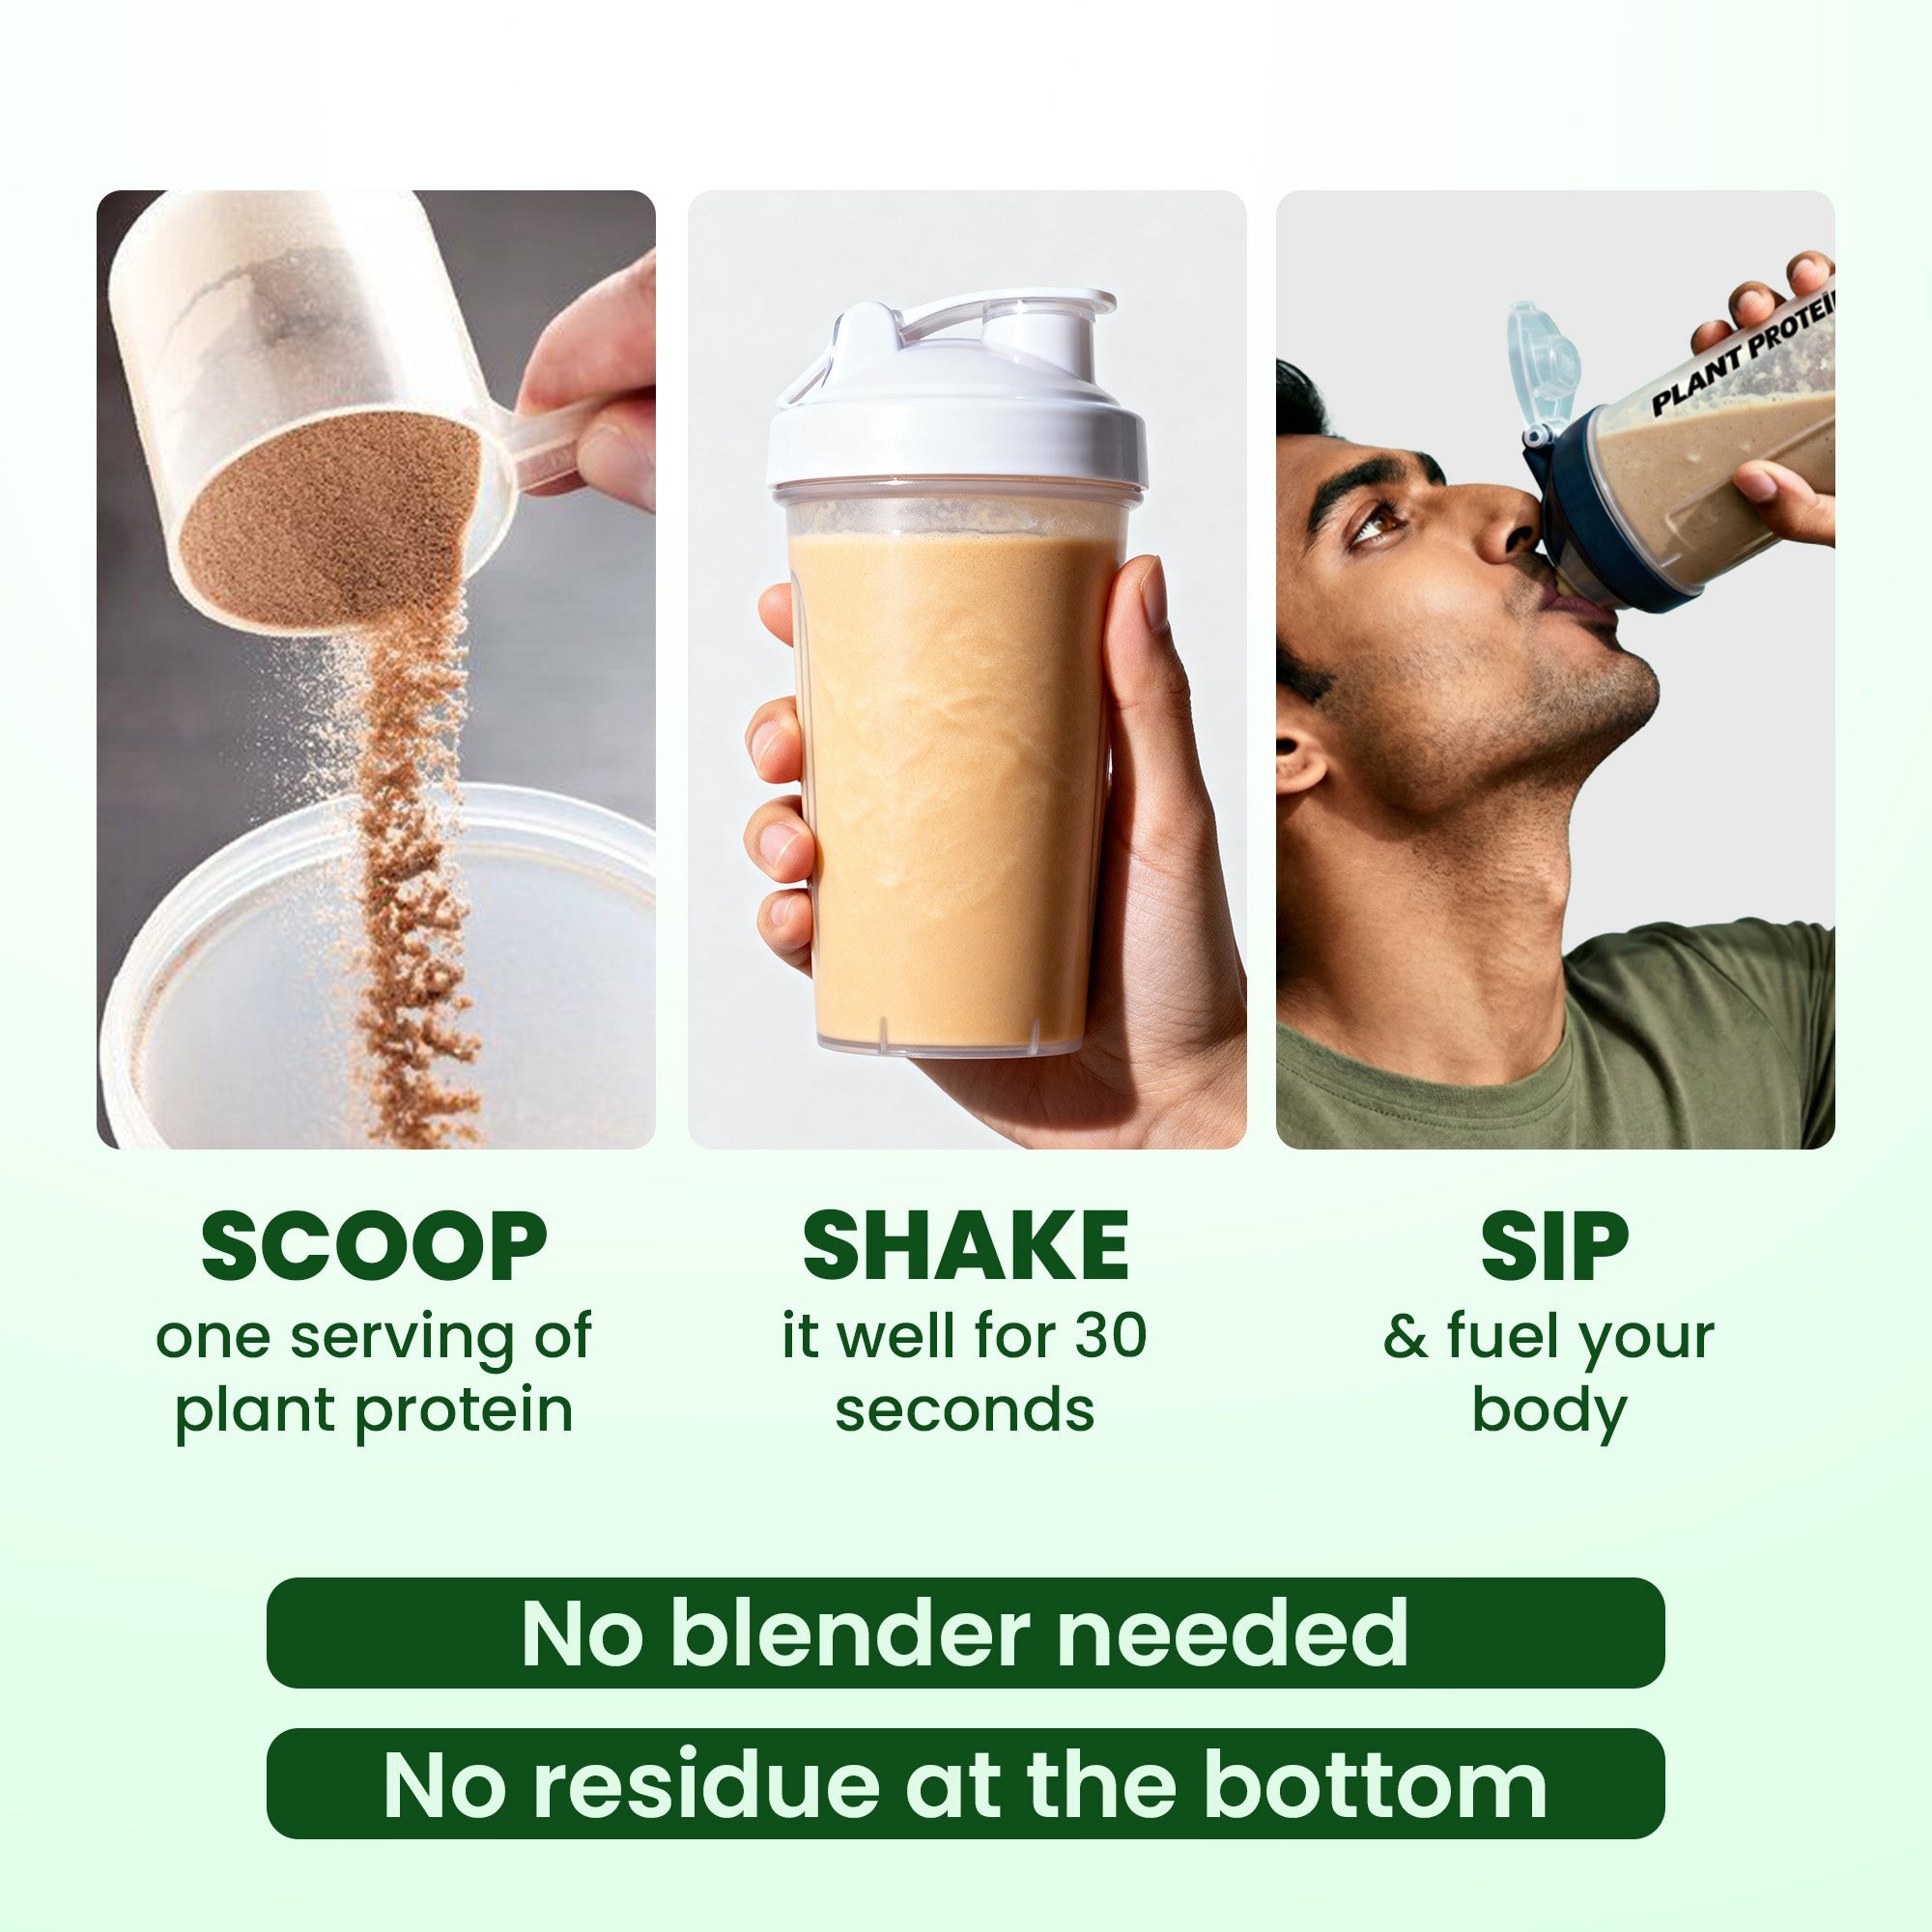 PLANT PROTEIN
SCOOP
one serving of
plant protein
SHAKE
it well for 30
seconds
SIP
& fuel your
body
No blender needed
No residue at the bottom